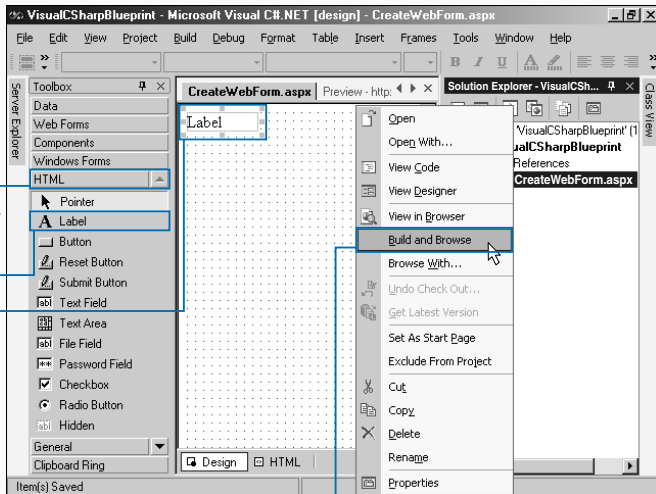 VisualCSharpBlueprint - Microsoft Visual C#.NET [design] - CreateWebForm.aspx
File Edit View Project Build Debug Format Table Insert Frames Tools Window Help
B I U A
Server Explorer
Toolbox
Data
Web Forms
Components
Windows Forms
HTML
Pointer
A Label
Button
Reset Button
Submit Button
Text Field
Text Area
File Field
Password Field
Checkbox
Radio Button
Hidden
General
Clipboard Ring
CreateWebForm.aspx Preview - http:
Label
Design HTML
Open
Open With...
View Code
View Designer
View in Browser
Build and Browse
Browse With...
Undo Check Out...
Get Latest Version
Set As Start Page
Exclude From Project
Cut
Copy
Delete
Rename
Properties
Solution Explorer - VisualCSh...
'VisualCSharpBlueprint' (1
ualCSharpBlueprint
References
CreateWebForm.aspx
Class View
Item(s) Saved